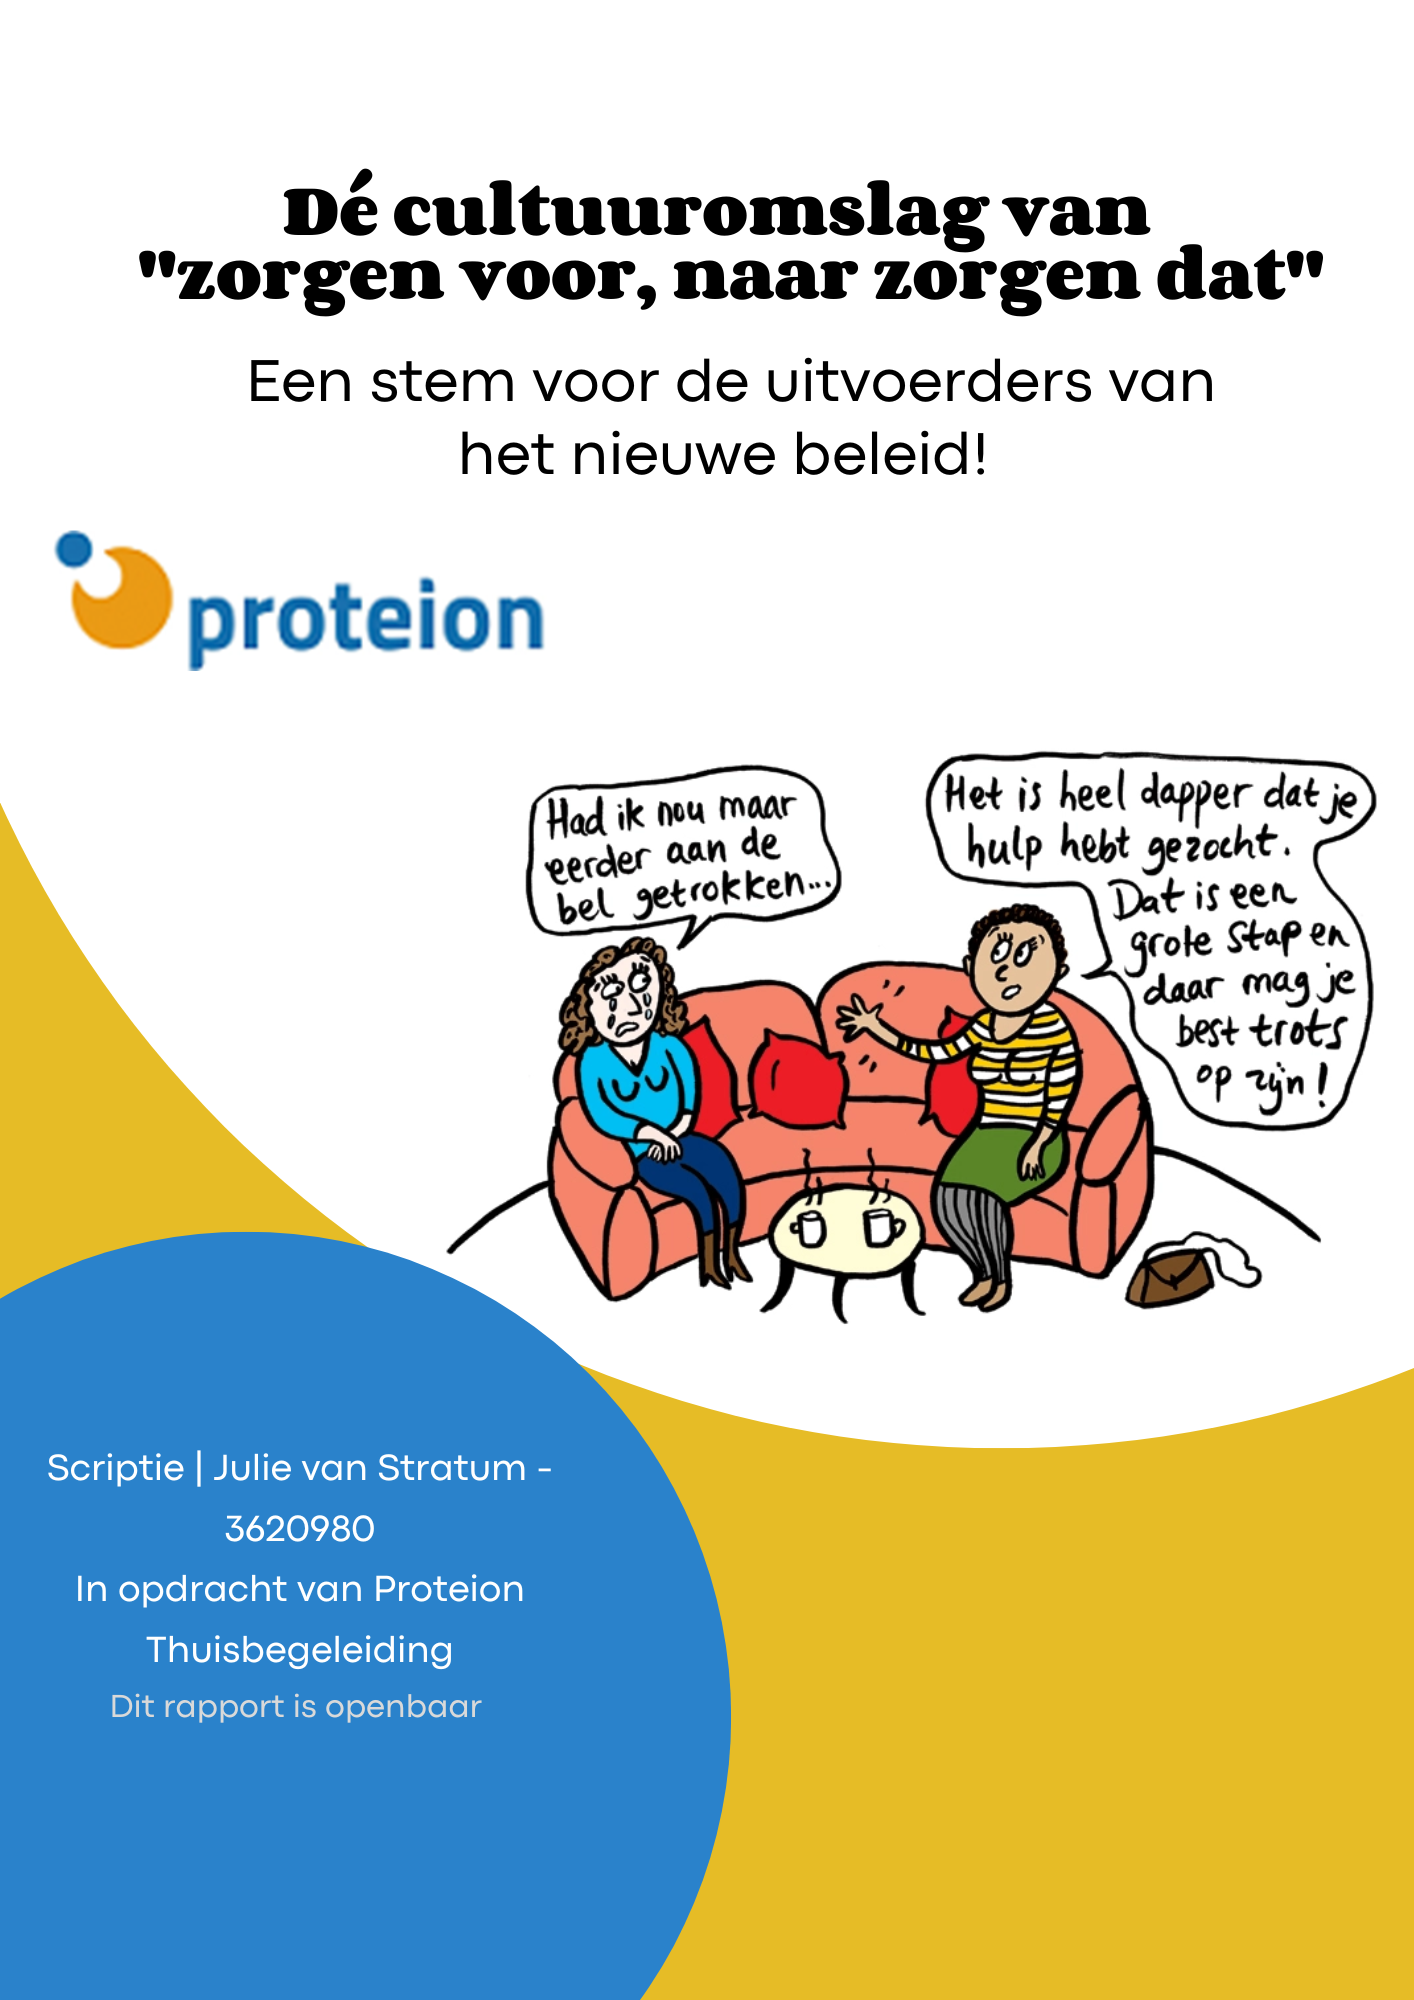 Dé cultuuromslag van
"zorgen voor, naar zorgen dat"
Een stem voor de uitvoerders van
het nieuwe beleid!
proteion
Had ik nou maar
eerder aan de
bel getrokken...
Het is heel dapper dat je
hulp hebt gezocht.
Dat is een
grote stap en
daar mag je
best trots
op zijn!
Scriptie | Julie van Stratum -
3620980
In opdracht van Proteion
Thuisbegeleiding
Dit rapport is openbaar